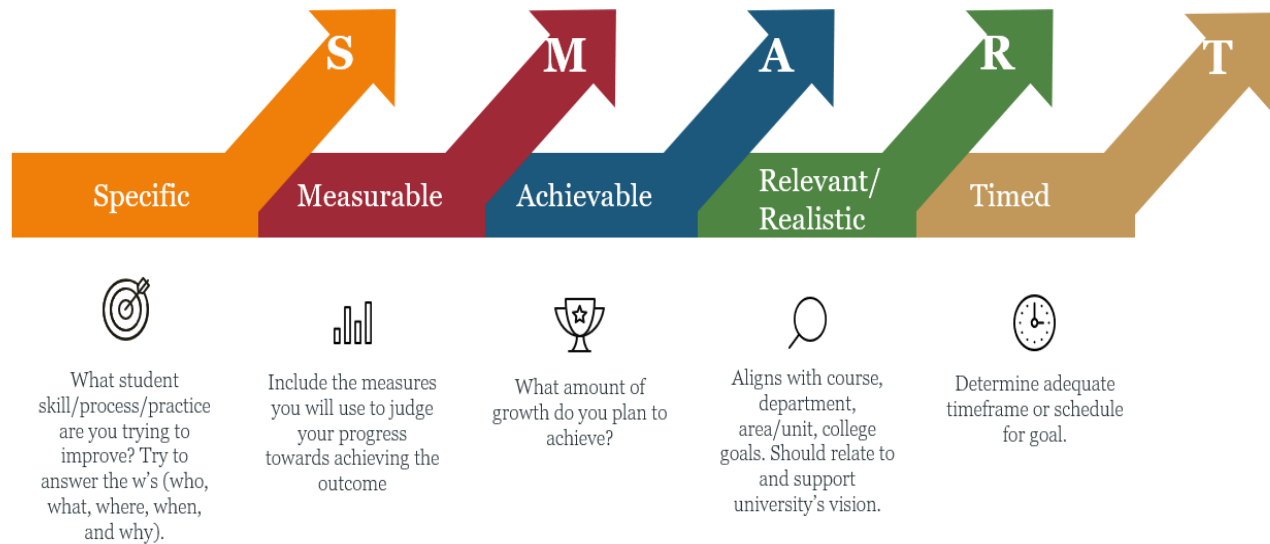 S
M
A
R
T
Specific
Measurable
Achievable
Relevant/
Realistic
Timed
What student
skill/process/practice
are you trying to
improve? Try to
answer the w's (who,
what, where, when,
and why).
Include the measures
you will use to judge
your progress
towards achieving the
outcome
What amount of
growth do you plan to
achieve?
Aligns with course,
department,
area/unit, college
goals. Should relate to
and support
university's vision.
Determine adequate
timeframe or schedule
for goal.